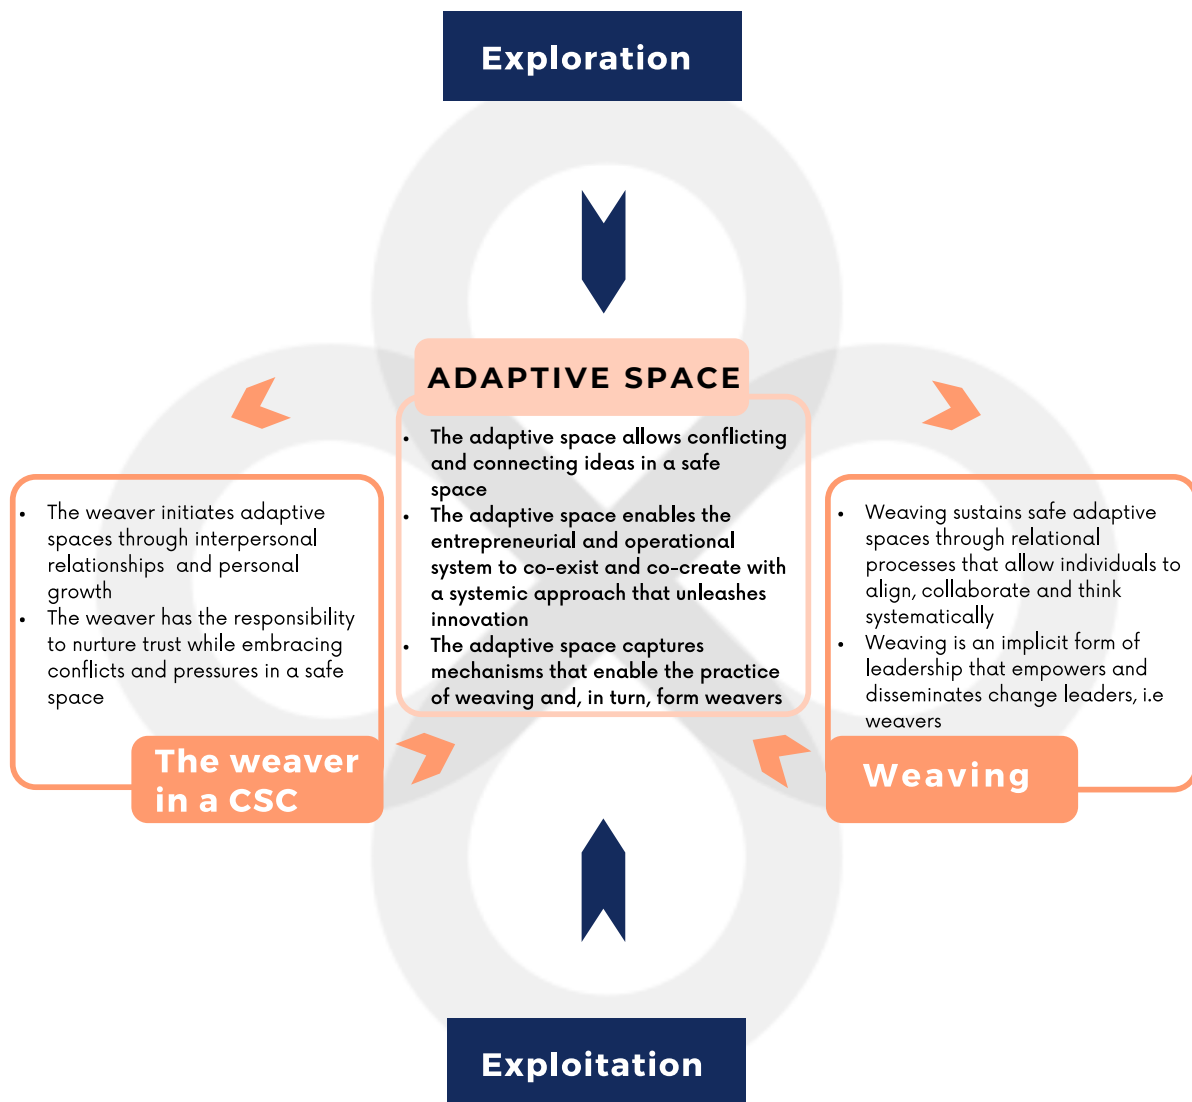 Exploration
ADAPTIVE SPACE
• The adaptive space allows conflicting
and connecting ideas in a safe
space
• The adaptive space enables the
entrepreneurial and operational
system to co-exist and co-create with
a systemic approach that unleashes
innovation
• The adaptive space captures
mechanisms that enable the practice
of weaving and, in turn, form weavers
• The weaver initiates adaptive
spaces through interpersonal
relationships and personal
growth
• The weaver has the responsibility
to nurture trust while embracing
conflicts and pressures in a safe
space
The weaver
in a CSC
• Weaving sustains safe adaptive
spaces through relational
processes that allow individuals to
align, collaborate and think
systematically
• Weaving is an implicit form of
leadership that empowers and
disseminates change leaders, i.e
weavers
Weaving
Exploitation